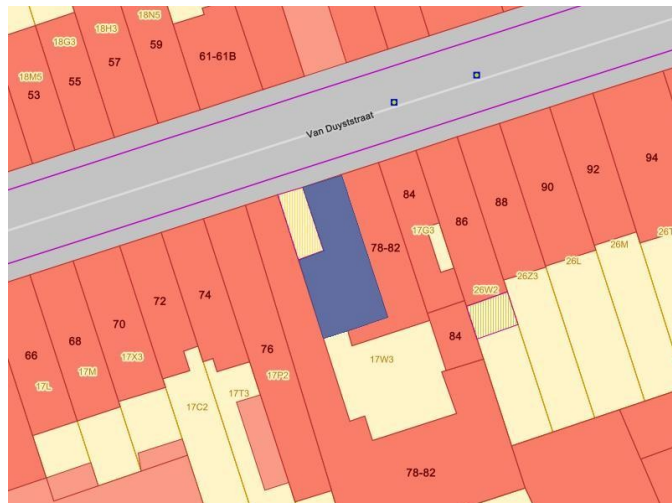 18N5
18H3
18G3
18M5
59
61-61B
57
55
53
Van Duyststraat
94
92
90
88
84
86
78-82
17G3
26T
26M
26L
26Z3
26W2
74
72
70
68
66
76
84
17P2
17W3
17X3
17M
17L
17T3
17C2
78-82